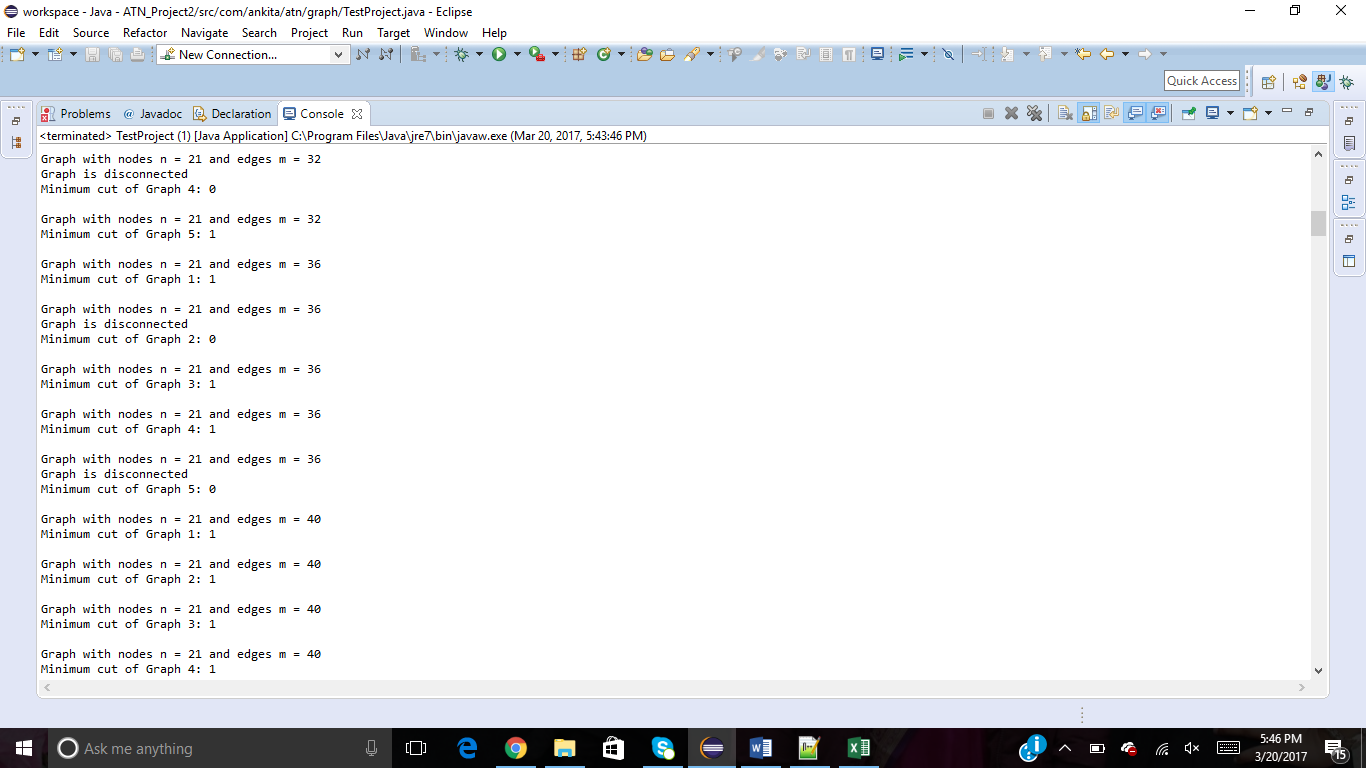 workspace - Java - ATN_Project2/src/com/ankita/atn/graph/TestProject.java - Eclipse
File Edit Source Refactor Navigate Search Project Run Target Window Help
New Connection...
Quick Access
Problems @ Javadoc Declaration Console
<terminated> TestProject (1) [Java Application] C:\Program Files\Java\jre7\bin\javaw.exe (Mar 20, 2017, 5:43:46 PM)
Graph with nodes n = 21 and edges m = 32
Graph is disconnected
Minimum cut of Graph 4: 0
Graph with nodes n = 21 and edges m = 32
Minimum cut of Graph 5: 1
Graph with nodes n = 21 and edges m = 36
Minimum cut of Graph 1: 1
Graph with nodes n = 21 and edges m = 36
Graph is disconnected
Minimum cut of Graph 2: 0
Graph with nodes n = 21 and edges m = 36
Minimum cut of Graph 3: 1
Graph with nodes n = 21 and edges m = 36
Minimum cut of Graph 4: 1
Graph with nodes n = 21 and edges m = 36
Graph is disconnected
Minimum cut of Graph 5: 0
Graph with nodes n = 21 and edges m = 40
Minimum cut of Graph 1: 1
Graph with nodes n = 21 and edges m = 40
Minimum cut of Graph 2: 1
Graph with nodes n = 21 and edges m = 40
Minimum cut of Graph 3: 1
Graph with nodes n = 21 and edges m = 40
Minimum cut of Graph 4: 1
Ask me anything
5:46 PM
3/20/2017
15